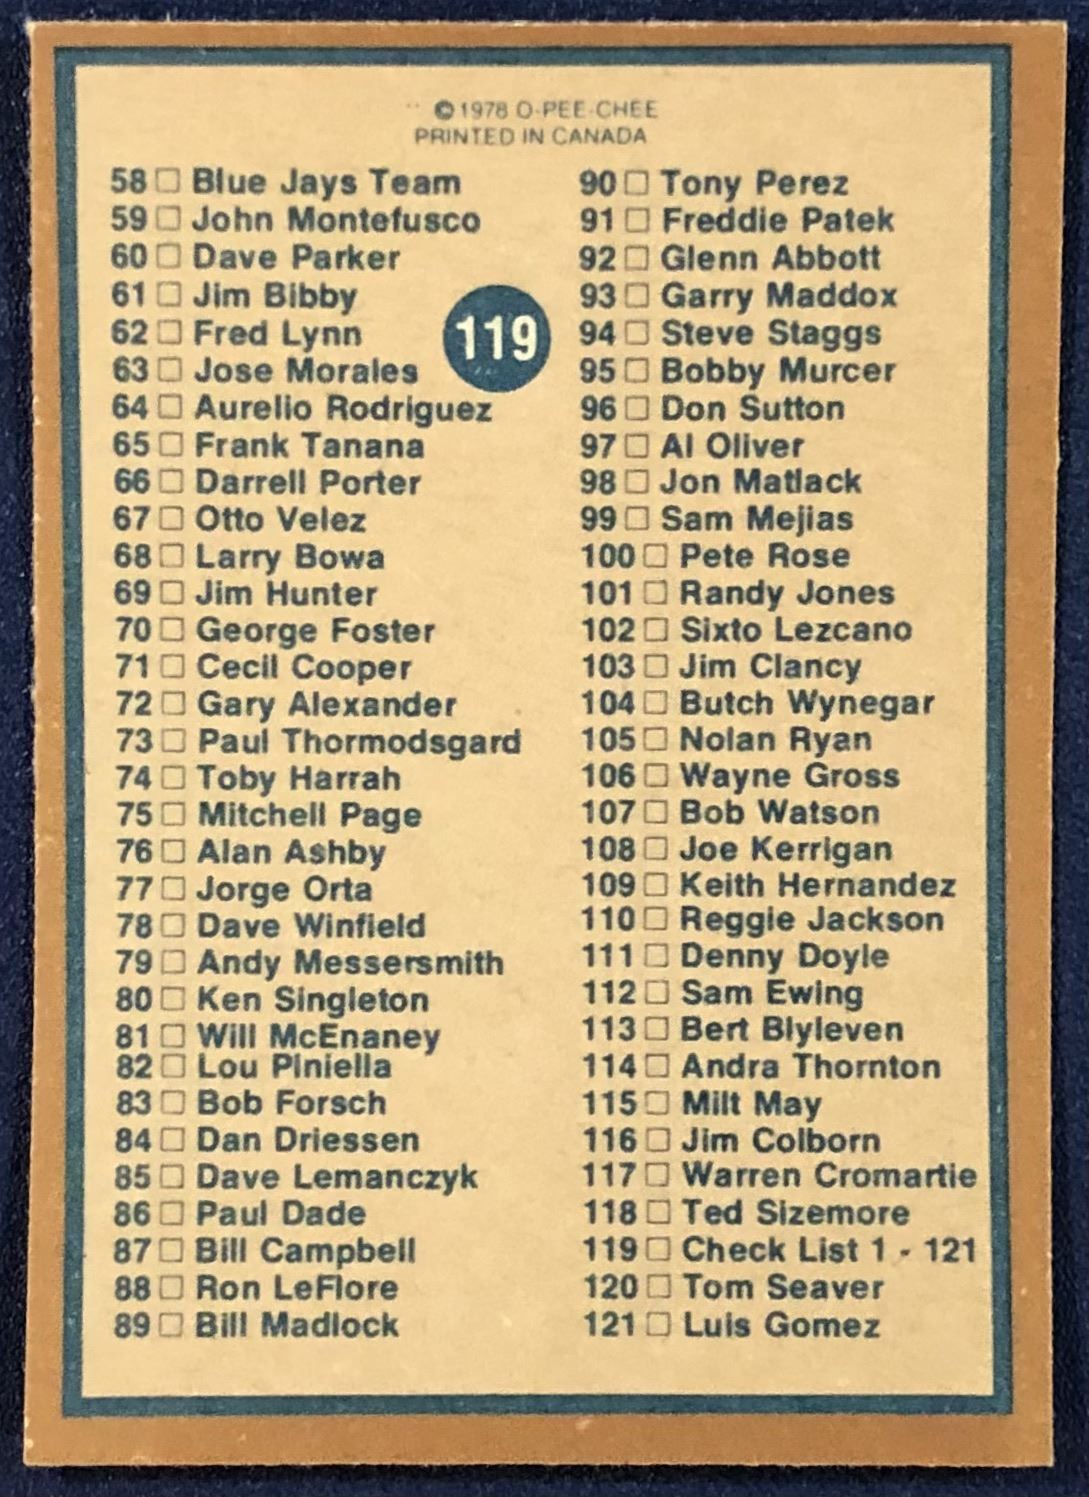 © 1978 O-PEE-CHEE
PRINTED IN CANADA
58 Blue Jays Team
59 John Montefusco
60 Dave Parker
61 Jim Bibby
62 Fred Lynn
63 Jose Morales
64 Aurelio Rodriguez
65 Frank Tanana
66 Darrell Porter
67 Otto Velez
68 Larry Bowa
69 Jim Hunter
70 George Foster
71 Cecil Cooper
72 Gary Alexander
73 Paul Thormodsgard
74 Toby Harrah
75 Mitchell Page
76 Alan Ashby
77 Jorge Orta
78 Dave Winfield
79 Andy Messersmith
80 Ken Singleton
81 Will McEnaney
82 Lou Piniella
83 Bob Forsch
84 Dan Driessen
85 Dave Lemanczyk
86 Paul Dade
87 Bill Campbell
88 Ron LeFlore
89 Bill Madlock
119
90 Tony Perez
91 Freddie Patek
92 Glenn Abbott
93 Garry Maddox
94 Steve Staggs
95 Bobby Murcer
96 Don Sutton
97 Al Oliver
98 Jon Matlack
99 Sam Mejias
100 Pete Rose
101 Randy Jones
102 Sixto Lezcano
103 Jim Clancy
104 Butch Wynegar
105 Nolan Ryan
106 Wayne Gross
107 Bob Watson
108 Joe Kerrigan
109 Keith Hernandez
110 Reggie Jackson
111 Denny Doyle
112 Sam Ewing
113 Bert Blyleven
114 Andra Thornton
115 Milt May
116 Jim Colborn
117 Warren Cromartie
118 Ted Sizemore
119 Check List 1 - 121
120 Tom Seaver
121 Luis Gomez